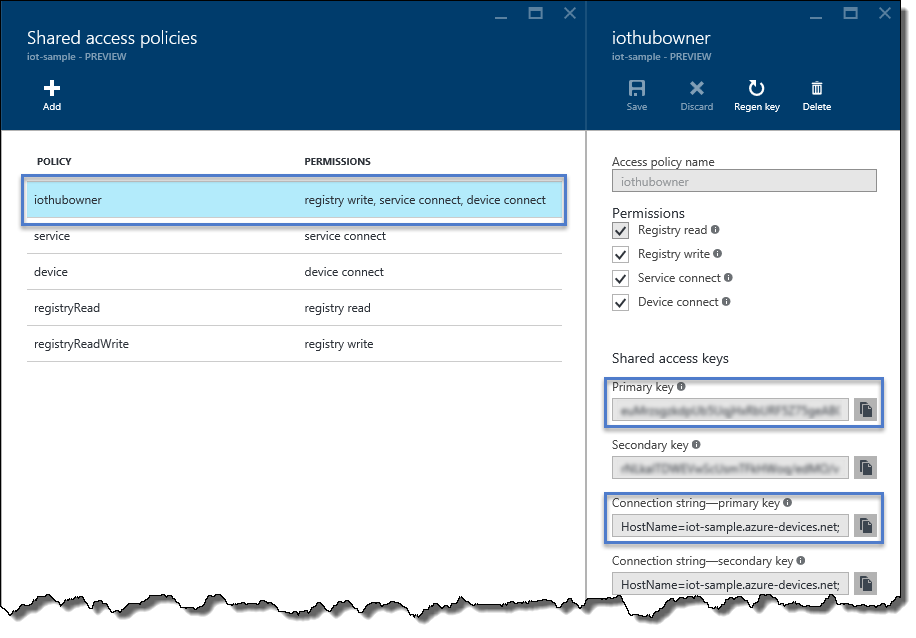 Shared access policies
iot-sample - PREVIEW
Add
POLICY PERMISSIONS
iothubowner registry write, service connect, device connect
service service connect
device device connect
registryRead registry read
registryReadWrite registry write
iothubowner
iot-sample - PREVIEW
Save Discard Regen key Delete
Access policy name
iothubowner
Permissions
Registry read
Registry write
Service connect
Device connect
Shared access keys
Primary key
Secondary key
Connection string—primary key
HostName=iot-sample.azure-devices.net;
Connection string—secondary key
HostName=iot-sample.azure-devices.net;